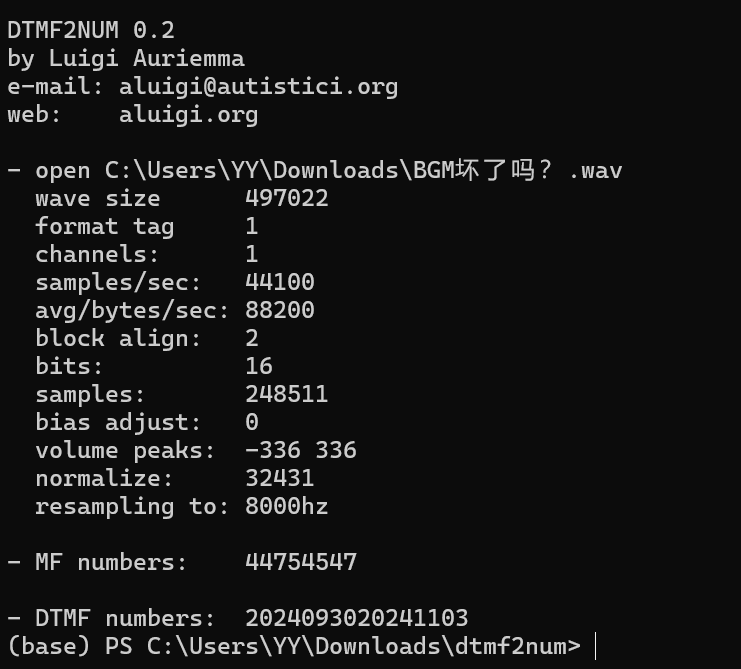 DTMF2NUM 0.2
by Luigi Auriemma
e-mail: aluigi@autistici.org
web:    aluigi.org
- open C:\Users\YY\Downloads\BGM坏了吗？.wav
wave size      497022
format tag     1
channels:      1
samples/sec:   44100
avg/bytes/sec: 88200
block align:   2
bits:          16
samples:       248511
bias adjust:   0
volume peaks:  -336 336
normalize:     32431
resampling to: 8000hz
- MF numbers:    44754547
- DTMF numbers:  2024093020241103
(base) PS C:\Users\YY\Downloads\dtmf2num>